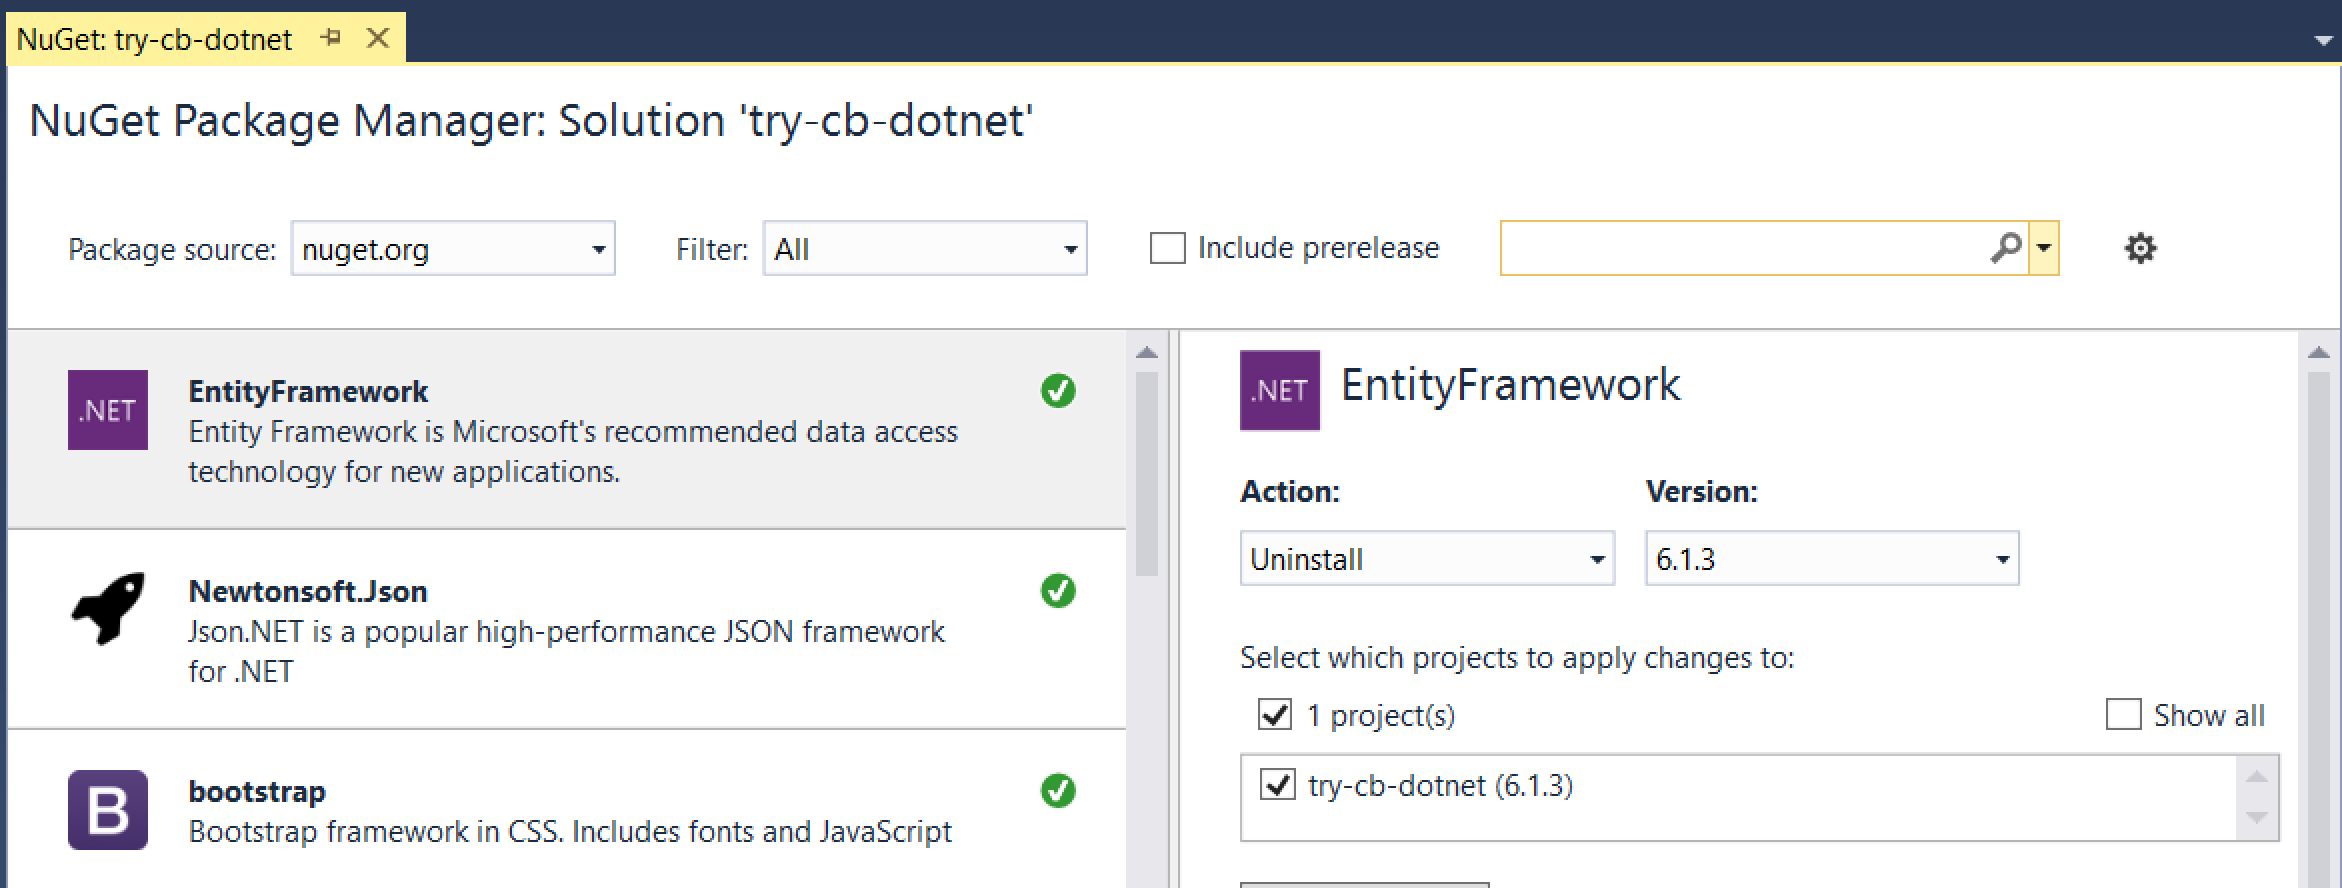 NuGet: try-cb-dotnet
NuGet Package Manager: Solution 'try-cb-dotnet'
Package source: nuget.org Filter: All Include prerelease
.NET
EntityFramework
Entity Framework is Microsoft's recommended data access
technology for new applications.
Newtonsoft.Json
Json.NET is a popular high-performance JSON framework
for .NET
B
bootstrap
Bootstrap framework in CSS. Includes fonts and JavaScript
.NET
EntityFramework
Action: Version:
Uninstall 6.1.3
Select which projects to apply changes to:
1 project(s) Show all
try-cb-dotnet (6.1.3)